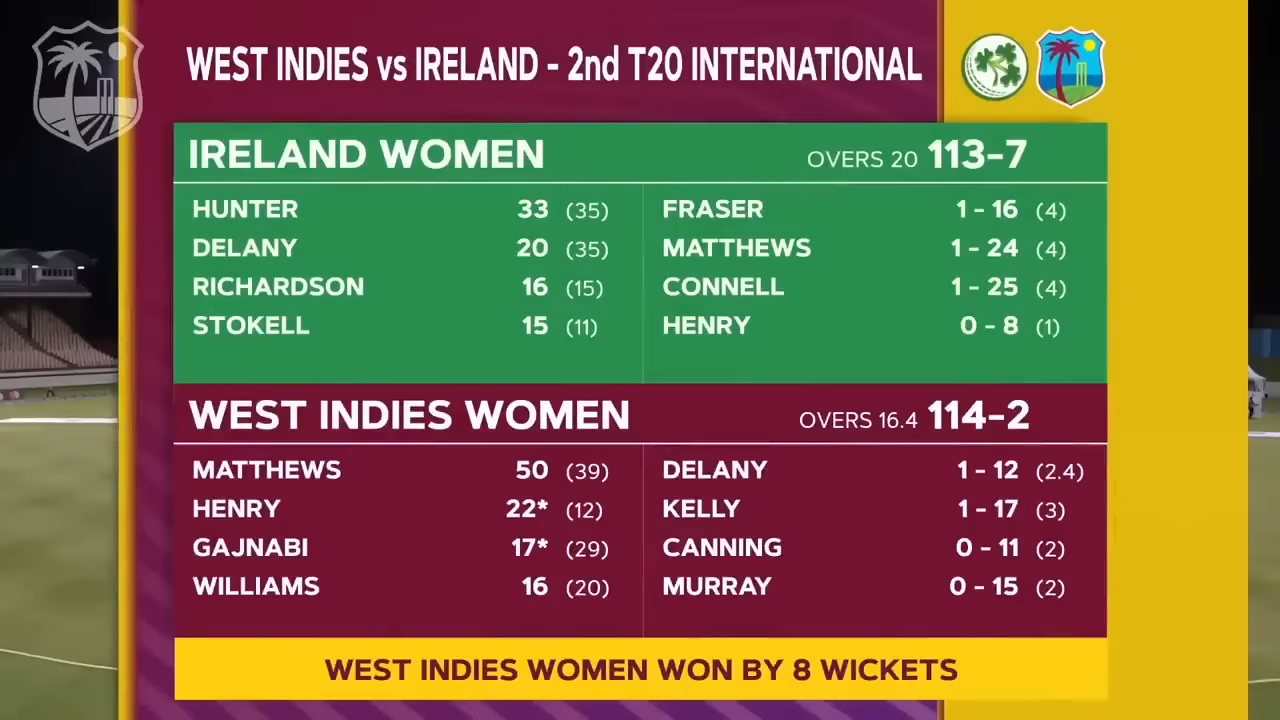 WEST INDIES vs IRELAND - 2nd T20 INTERNATIONAL
IRELAND WOMEN OVERS 20 113-7
HUNTER 33 (35) FRASER 1 - 16 (4)
DELANY 20 (35) MATTHEWS 1 - 24 (4)
RICHARDSON 16 (15) CONNELL 1 - 25 (4)
STOKELL 15 (11) HENRY 0 - 8 (1)
WEST INDIES WOMEN OVERS 16.4 114-2
MATTHEWS 50 (39) DELANY 1 - 12 (2.4)
HENRY 22* (12) KELLY 1 - 17 (3)
GAJNABI 17* (29) CANNING 0 - 11 (2)
WILLIAMS 16 (20) MURRAY 0 - 15 (2)
WEST INDIES WOMEN WON BY 8 WICKETS